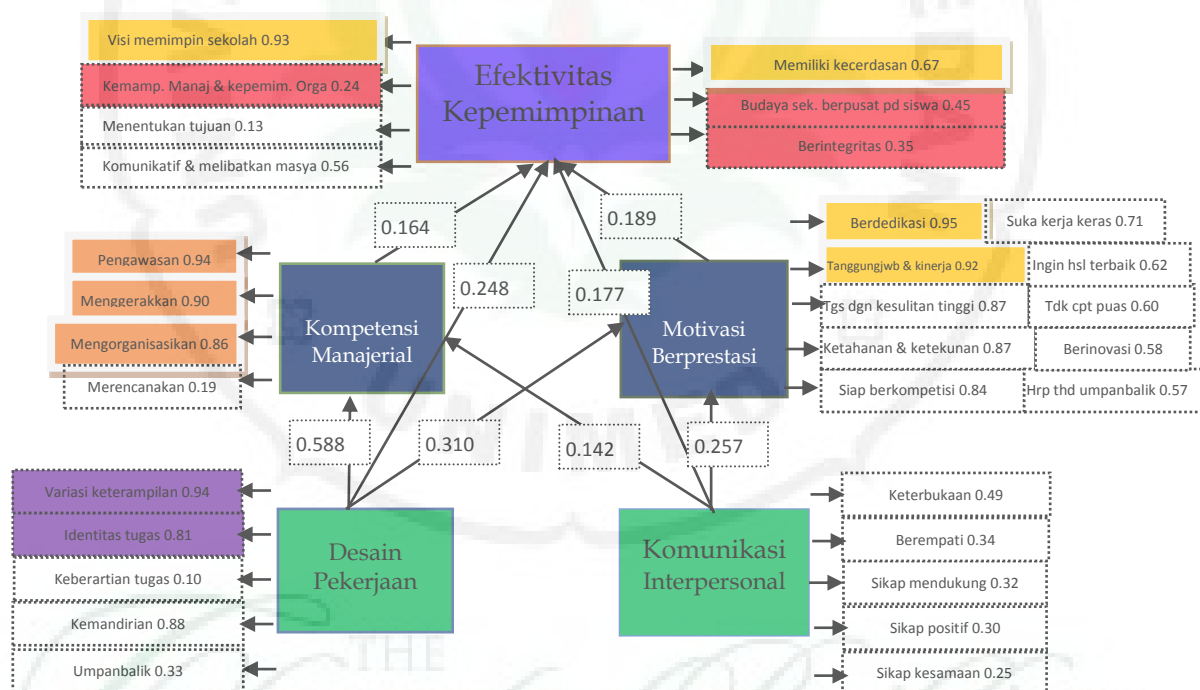 Visi memimpin sekolah 0.93
Kemamp. Manaj & kepemim. Orga 0.24
Menentukan tujuan 0.13
Komunikatif & melibatkan masya 0.56
Efektivitas
Kepemimpinan
Memiliki kecerdasan 0.67
Budaya sek. berpusat pd siswa 0.45
Berintegritas 0.35
0.164
0.248
0.177
0.189
Pengawasan 0.94
Menggerakkan 0.90
Mengorganisasikan 0.86
Merencanakan 0.19
Kompetensi
Manajerial
Motivasi
Berprestasi
Berdedikasi 0.95
Suka kerja keras 0.71
Tanggungjwb & kinerja 0.92
Ingin hsl terbaik 0.62
Tgs dgn kesulitan tinggi 0.87
Tdk cpt puas 0.60
Ketahanan & ketekunan 0.87
Berinovasi 0.58
Siap berkompetisi 0.84
Hrp thd umpanbalik 0.57
0.588
0.310
0.142
0.257
Variasi keterampilan 0.94
Identitas tugas 0.81
Keberartian tugas 0.10
Kemandirian 0.88
Umpanbalik 0.33
Desain
Pekerjaan
Komunikasi
Interpersonal
Keterbukaan 0.49
Berempati 0.34
Sikap mendukung 0.32
Sikap positif 0.30
Sikap kesamaan 0.25
THE
UNIMED